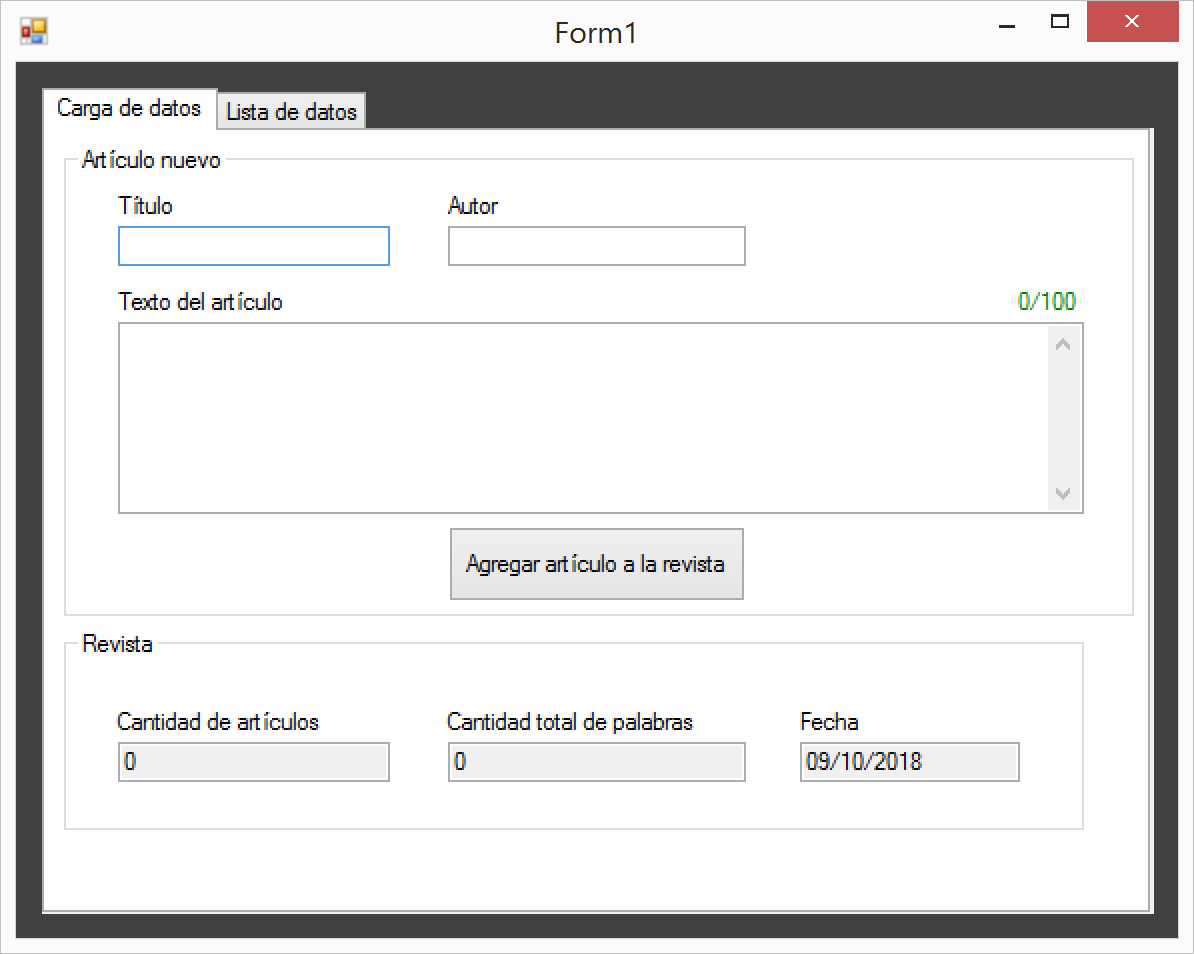 Form1
Carga de datos
Lista de datos
Artículo nuevo
Título
Autor
Texto del artículo
0/100
Agregar artículo a la revista
Revista
Cantidad de artículos
Cantidad total de palabras
Fecha
0
0
09/10/2018